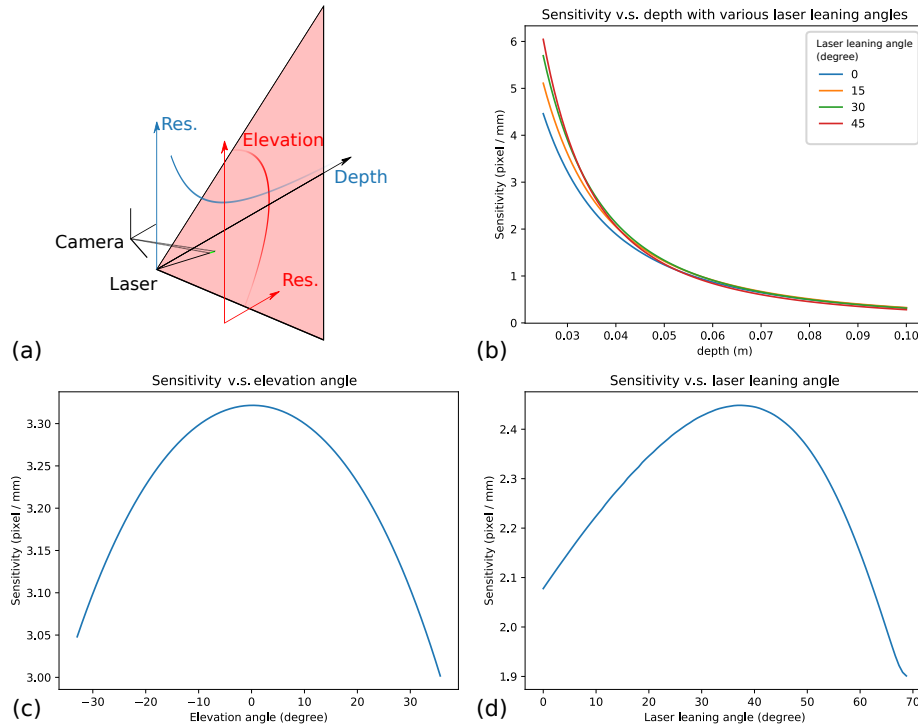 Res.
Elevation
Depth
Camera
Laser
Res.
(a)
Sensitivity v.s. depth with various laser leaning angles
Sensitivity (pixel / mm)
6
5
4
3
2
1
0
Laser leaning angle
(degree)
0
15
30
45
0.03 0.04 0.05 0.06 0.07 0.08 0.09 0.10
depth (m)
(b)
Sensitivity v.s. elevation angle
Sensitivity (pixel / mm)
3.30
3.25
3.20
3.15
3.10
3.05
3.00
−30 −20 −10 0 10 20 30
Elevation angle (degree)
(c)
Sensitivity v.s. laser leaning angle
Sensitivity (pixel / mm)
2.4
2.3
2.2
2.1
2.0
1.9
0 10 20 30 40 50 60 70
Laser leaning angle (degree)
(d)